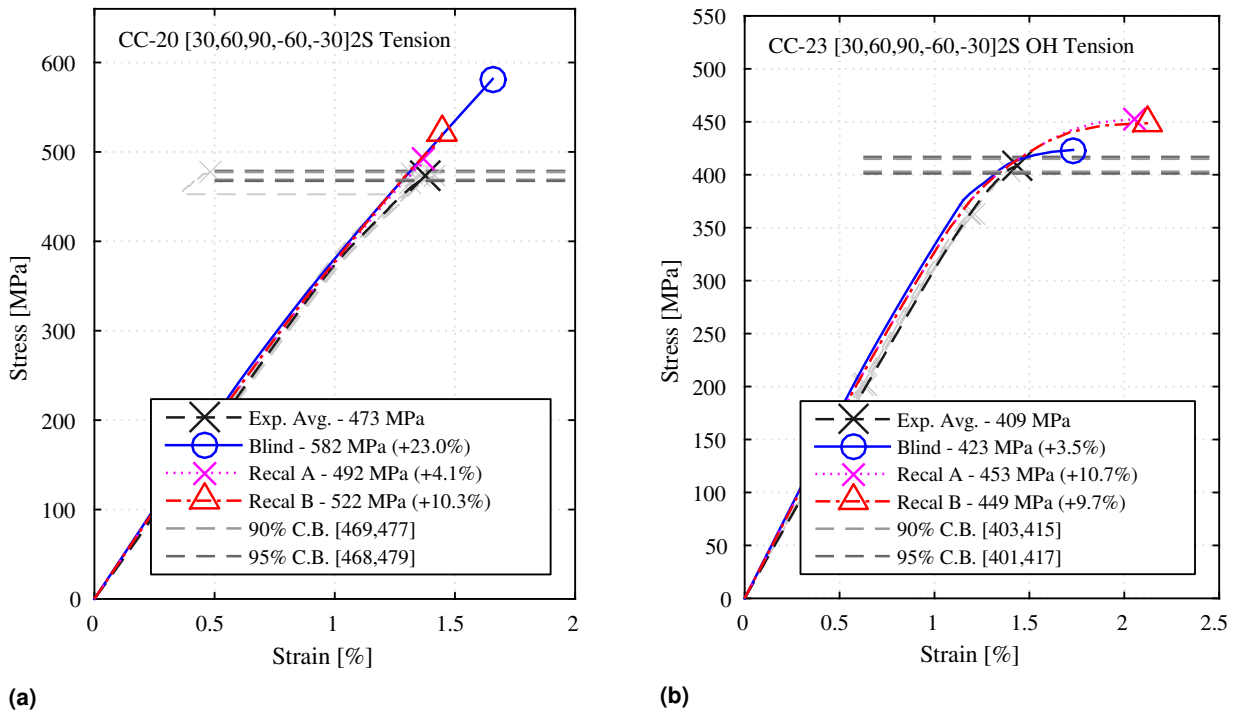 CC-20 [30,60,90,-60,-30]2S Tension
600
500
400
300
200
100
0
Stress [MPa]
Exp. Avg. - 473 MPa
Blind - 582 MPa (+23.0%)
Recal A - 492 MPa (+4.1%)
Recal B - 522 MPa (+10.3%)
90% C.B. [469,477]
95% C.B. [468,479]
0 0.5 1 1.5 2
Strain [%]
(a)
CC-23 [30,60,90,-60,-30]2S OH Tension
550
500
450
400
350
300
250
200
150
100
50
0
Stress [MPa]
Exp. Avg. - 409 MPa
Blind - 423 MPa (+3.5%)
Recal A - 453 MPa (+10.7%)
Recal B - 449 MPa (+9.7%)
90% C.B. [403,415]
95% C.B. [401,417]
0 0.5 1 1.5 2 2.5
Strain [%]
(b)